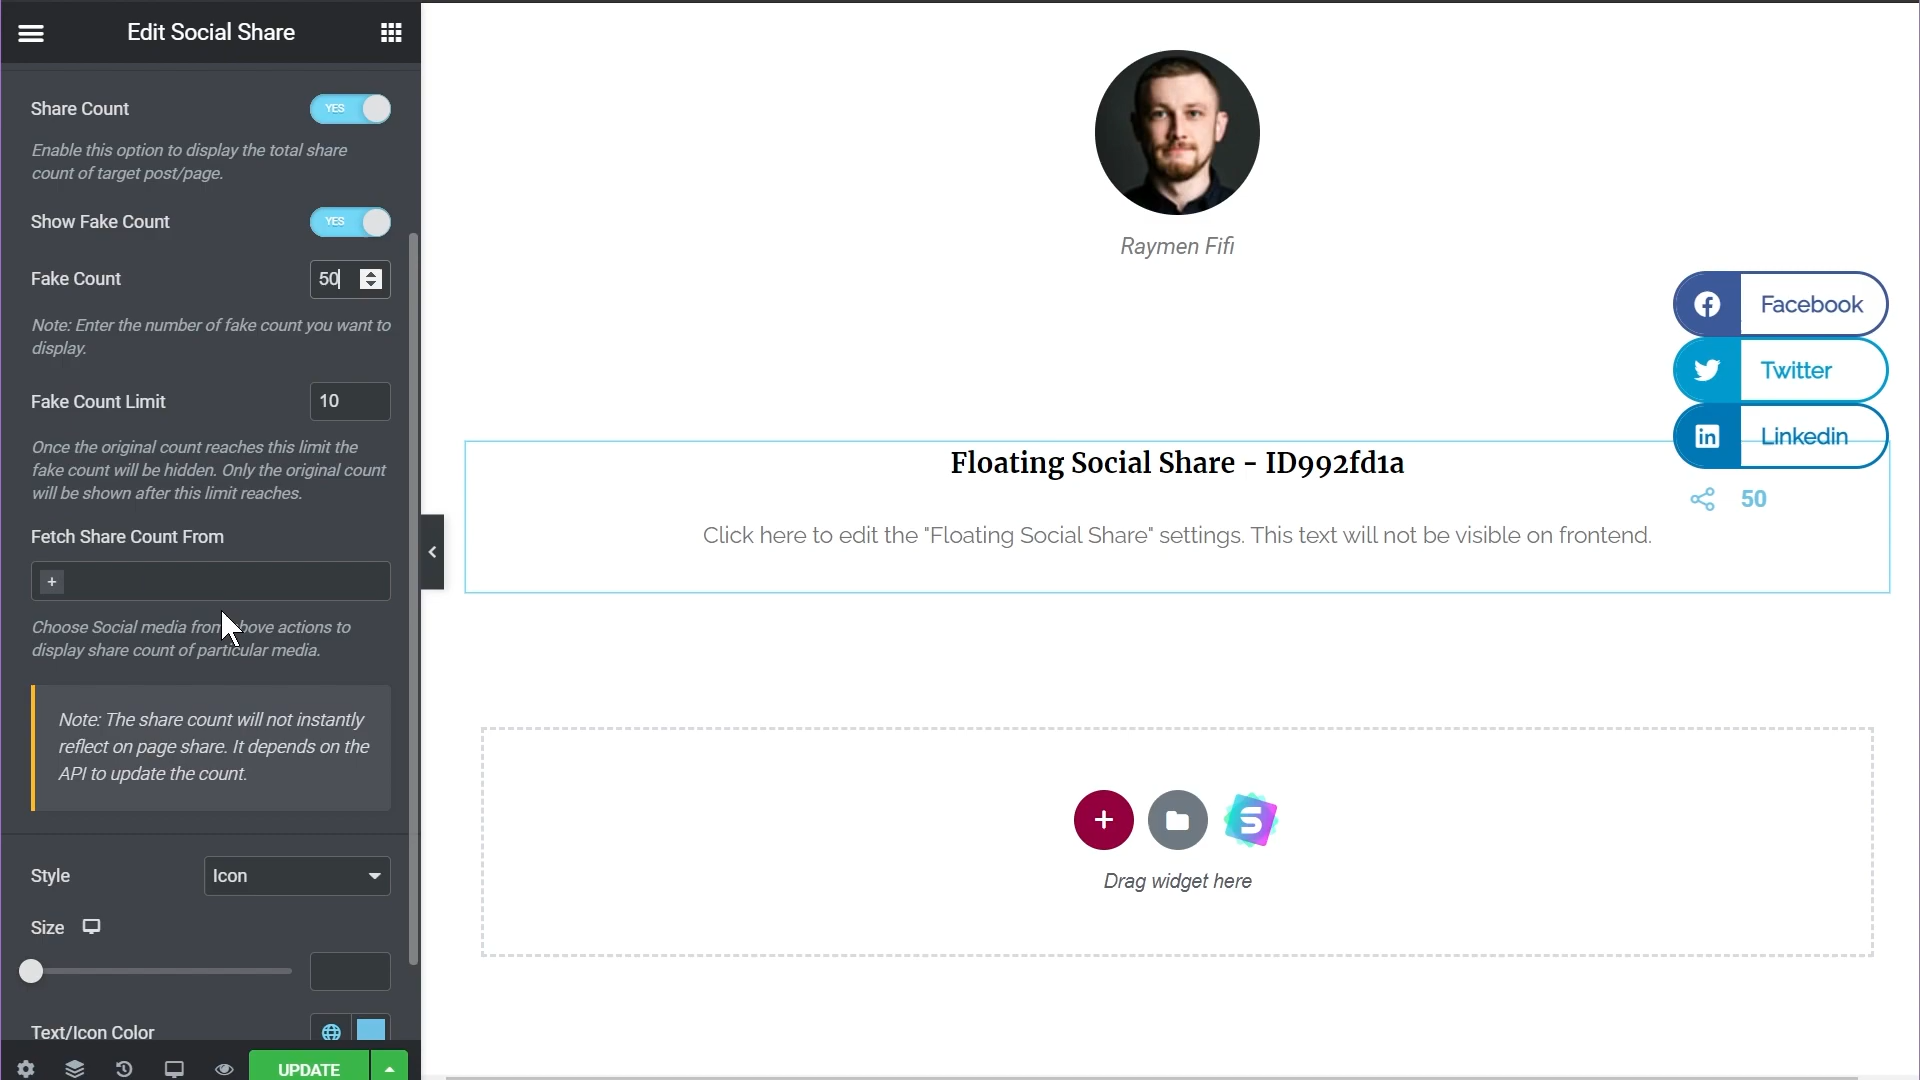 Edit Social Share
Share Count
YES
Enable this option to display the total share
count of target post/page.
Show Fake Count
YES
Fake Count
50
Note: Enter the number of fake count you want to
display.
Fake Count Limit
10
Once the original count reaches this limit the
fake count will be hidden. Only the original count
will be shown after this limit reaches.
Fetch Share Count From
+
Choose Social media from above actions to
display share count of particular media.
Note: The share count will not instantly
reflect on page share. It depends on the
API to update the count.
Style
Icon
Size
Text/Icon Color
UPDATE
Raymen Fifi
Facebook
Twitter
in
Linkedin
50
Floating Social Share - ID992fd1a
Click here to edit the "Floating Social Share" settings. This text will not be visible on frontend.
+
S
Drag widget here